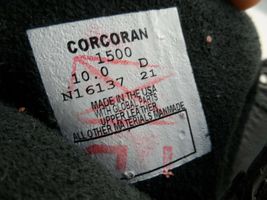 CORCORAN
1500
10.0 D
N16137 21
MADE IN THE USA
WITH GLOBAL PARTS
UPPER LEATHER
ALL OTHER MATERIALS MANMADE